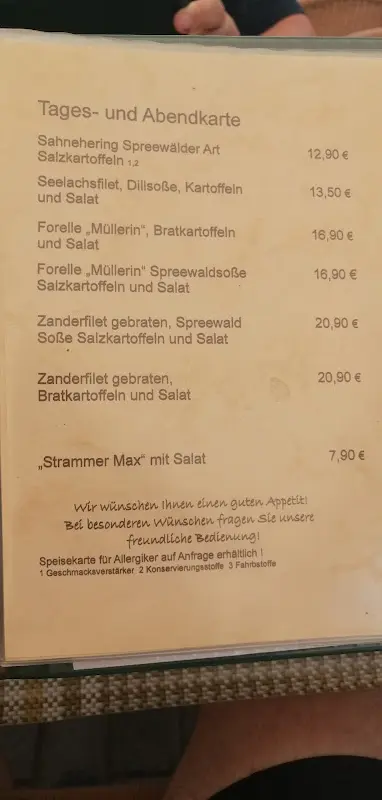 Tages- und Abendkarte
Sahnehering Spreewälder Art
Salzkartoffeln 1,2 12,90 €
Seelachsfilet, Dillsoße, Kartoffeln
und Salat 13,50 €
Forelle „Müllerin", Bratkartoffeln
und Salat 16,90 €
Forelle „Müllerin" Spreewaldsoße
Salzkartoffeln und Salat 16,90 €
Zanderfilet gebraten, Spreewald 20,90 €
Soße Salzkartoffeln und Salat
Zanderfilet gebraten, 20,90 €
Bratkartoffeln und Salat
„Strammer Max" mit Salat 7,90 €
Wir wünschen Ihnen einen guten Appetit!
Bei besonderen Wünschen fragen Sie unsere
freundliche Bedienung!
Speisekarte für Allergiker auf Anfrage erhältlich !
1 Geschmacksverstärker 2 Konservierungsstoffe 3 Fahrbstoffe